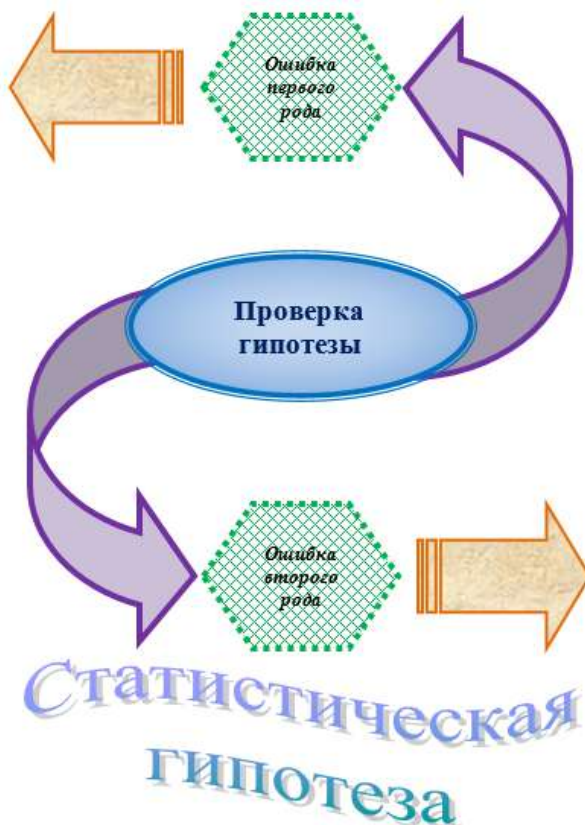 Ошибка
первого
рода
Проверка
гипотезы
Ошибка
второго
рода
Статистическая
гипотеза